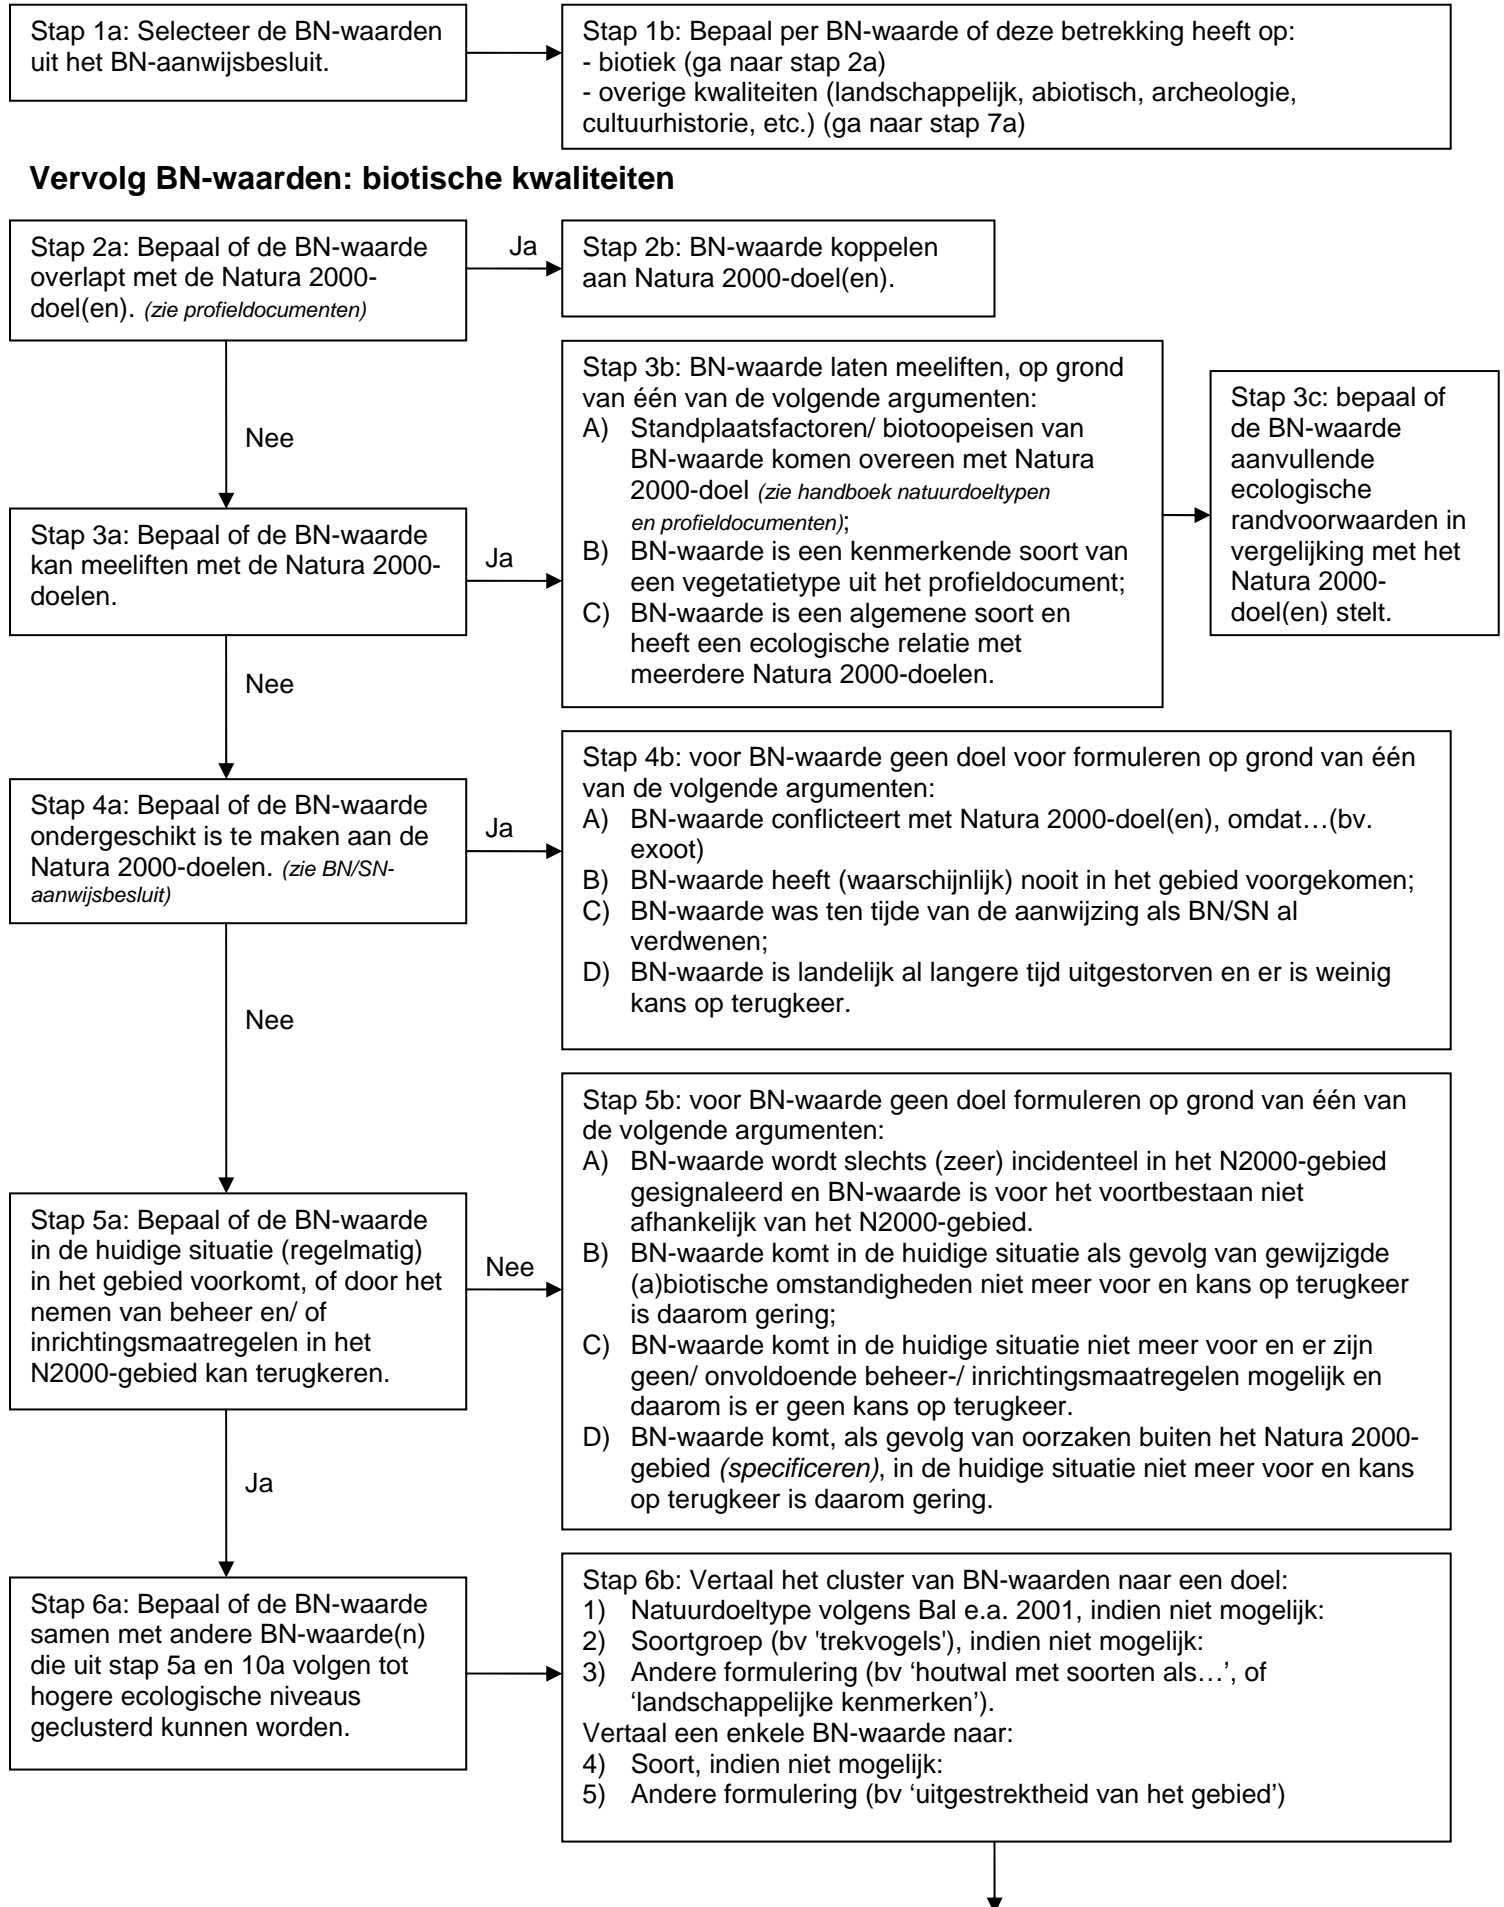 Stap 1a: Selecteer de BN-waarden
uit het BN-aanwijsbesluit.
Stap 1b: Bepaal per BN-waarde of deze betrekking heeft op:
- biotiek (ga naar stap 2a)
- overige kwaliteiten (landschappelijk, abiotisch, archeologie,
cultuurhistorie, etc.) (ga naar stap 7a)
Vervolg BN-waarden: biotische kwaliteiten
Stap 2a: Bepaal of de BN-waarde
overlapt met de Natura 2000-
doel(en). (zie profieldocumenten)
Ja
Stap 2b: BN-waarde koppelen
aan Natura 2000-doel(en).
Nee
Stap 3a: Bepaal of de BN-waarde
kan meeliften met de Natura 2000-
doelen.
Ja
Stap 3b: BN-waarde laten meeliften, op grond
van één van de volgende argumenten:
A) Standplaatsfactoren/ biotoopeisen van
BN-waarde komen overeen met Natura
2000-doel (zie handboek natuurdoeltypen
en profieldocumenten);
B) BN-waarde is een kenmerkende soort van
een vegetatietype uit het profieldocument;
C) BN-waarde is een algemene soort en
heeft een ecologische relatie met
meerdere Natura 2000-doelen.
Stap 3c: bepaal of
de BN-waarde
aanvullende
ecologische
randvoorwaarden in
vergelijking met het
Natura 2000-
doel(en) stelt.
Nee
Stap 4a: Bepaal of de BN-waarde
ondergeschikt is te maken aan de
Natura 2000-doelen. (zie BN/SN-
aanwijsbesluit)
Ja
Stap 4b: voor BN-waarde geen doel voor formuleren op grond van één
van de volgende argumenten:
A) BN-waarde conflicteert met Natura 2000-doel(en), omdat…(bv.
exoot)
B) BN-waarde heeft (waarschijnlijk) nooit in het gebied voorgekomen;
C) BN-waarde was ten tijde van de aanwijzing als BN/SN al
verdwenen;
D) BN-waarde is landelijk al langere tijd uitgestorven en er is weinig
kans op terugkeer.
Nee
Stap 5a: Bepaal of de BN-waarde
in de huidige situatie (regelmatig)
in het gebied voorkomt, of door het
nemen van beheer en/ of
inrichtingsmaatregelen in het
N2000-gebied kan terugkeren.
Nee
Stap 5b: voor BN-waarde geen doel formuleren op grond van één van
de volgende argumenten:
A) BN-waarde wordt slechts (zeer) incidenteel in het N2000-gebied
gesignaleerd en BN-waarde is voor het voortbestaan niet
afhankelijk van het N2000-gebied.
B) BN-waarde komt in de huidige situatie als gevolg van gewijzigde
(a)biotische omstandigheden niet meer voor en kans op terugkeer
is daarom gering;
C) BN-waarde komt in de huidige situatie niet meer voor en er zijn
geen/ onvoldoende beheer-/ inrichtingsmaatregelen mogelijk en
daarom is er geen kans op terugkeer.
D) BN-waarde komt, als gevolg van oorzaken buiten het Natura 2000-
gebied (specificeren), in de huidige situatie niet meer voor en kans
op terugkeer is daarom gering.
Ja
Stap 6a: Bepaal of de BN-waarde
samen met andere BN-waarde(n)
die uit stap 5a en 10a volgen tot
hogere ecologische niveaus
geclusterd kunnen worden.
Stap 6b: Vertaal het cluster van BN-waarden naar een doel:
1) Natuurdoeltype volgens Bal e.a. 2001, indien niet mogelijk:
2) Soortgroep (bv 'trekvogels'), indien niet mogelijk:
3) Andere formulering (bv ‘houtwal met soorten als…’, of
‘landschappelijke kenmerken’).
Vertaal een enkele BN-waarde naar:
4) Soort, indien niet mogelijk:
5) Andere formulering (bv ‘uitgestrektheid van het gebied’)